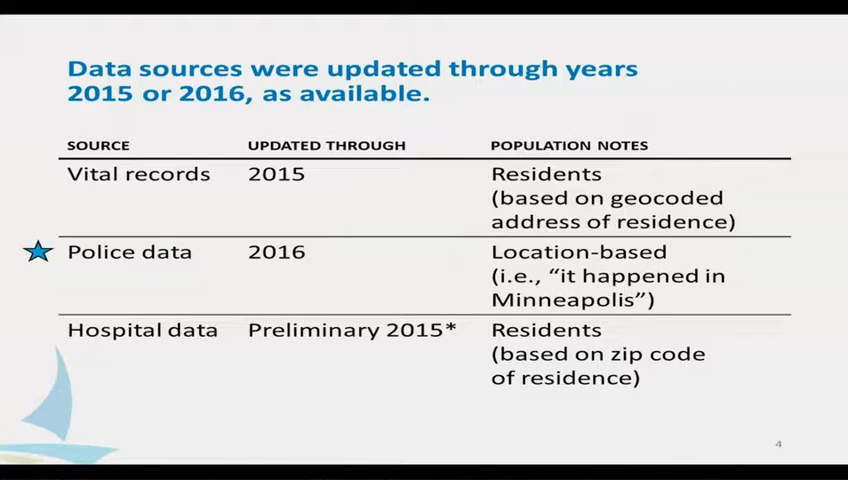 Data sources were updated through years
2015 or 2016, as available.
SOURCE UPDATED THROUGH POPULATION NOTES
Vital records 2015 Residents
(based on geocoded
address of residence)
Police data 2016 Location-based
(i.e., “it happened in
Minneapolis”)
Hospital data Preliminary 2015* Residents
(based on zip code
of residence)
4